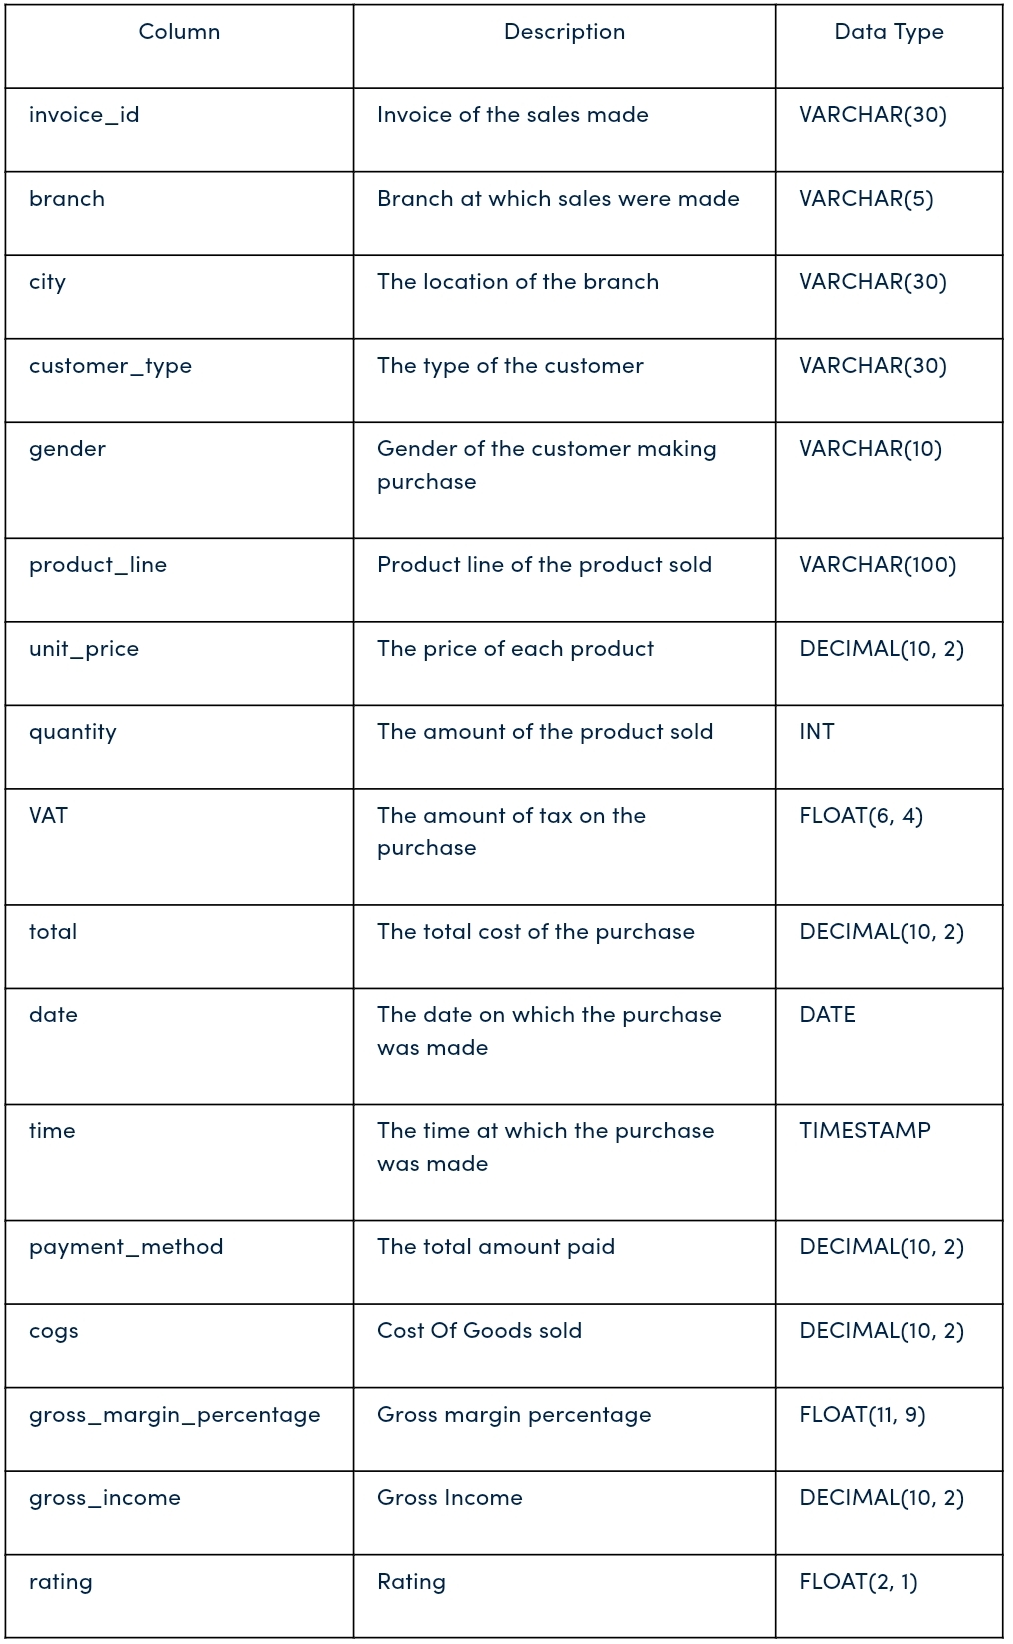 Column Description Data Type
invoice_id Invoice of the sales made VARCHAR(30)
branch Branch at which sales were made VARCHAR(5)
city The location of the branch VARCHAR(30)
customer_type The type of the customer VARCHAR(30)
gender Gender of the customer making VARCHAR(10)
purchase
product_line Product line of the product sold VARCHAR(100)
unit_price The price of each product DECIMAL(10, 2)
quantity The amount of the product sold INT
VAT The amount of tax on the FLOAT(6, 4)
purchase
total The total cost of the purchase DECIMAL(10, 2)
date The date on which the purchase DATE
was made
time The time at which the purchase TIMESTAMP
was made
payment_method The total amount paid DECIMAL(10, 2)
cogs Cost Of Goods sold DECIMAL(10, 2)
gross_margin_percentage Gross margin percentage FLOAT(11, 9)
gross_income Gross Income DECIMAL(10, 2)
rating Rating FLOAT(2, 1)